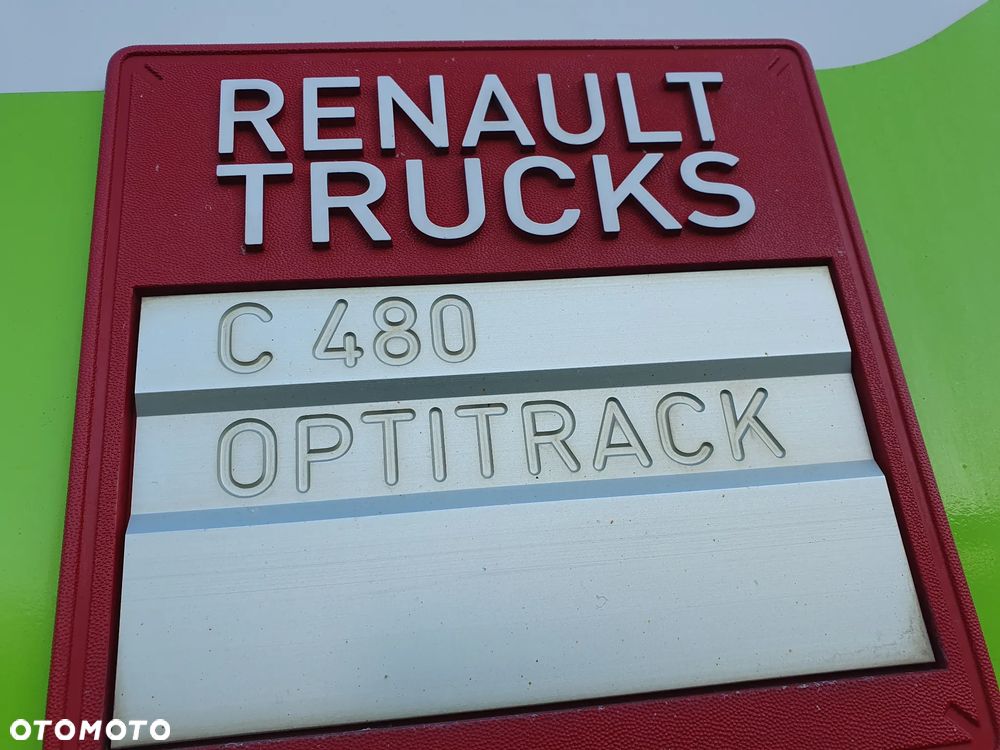 RENAULT
TRUCKS
C 480
OPTITRACK
OTOMOTO